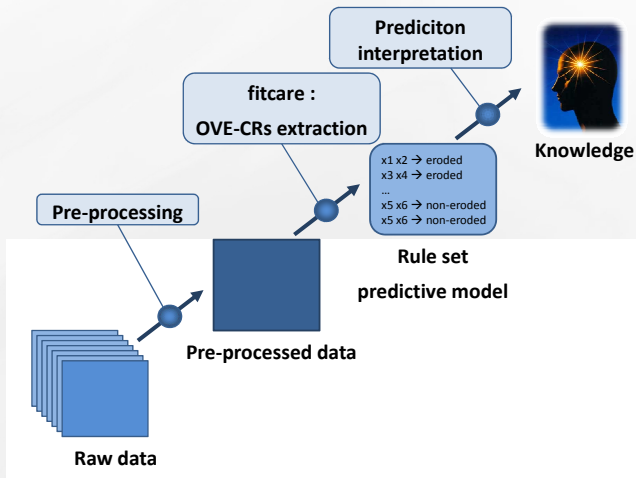 Prediciton
interpretation
fitcare :
OVE-CRs extraction
Knowledge
x1 x2 → eroded
x3 x4 → eroded
...
x5 x6 → non-eroded
x5 x6 → non-eroded
Pre-processing
Rule set
predictive model
Pre-processed data
Raw data